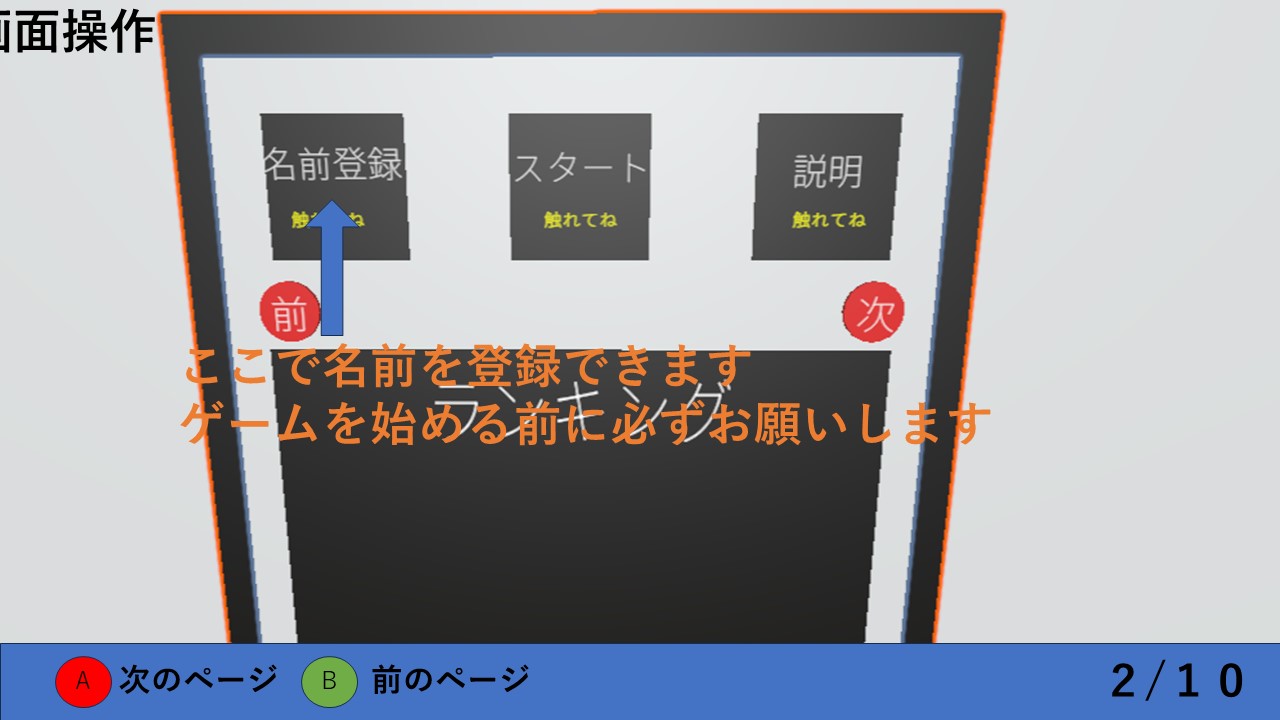 画面操作
名前登録 スタート 説明
触れてね 触れてね
前 次
ここで名前を登録できます
ランキング
ゲームを始める前に必ずお願いします
A 次のページ B 前のページ 2/10